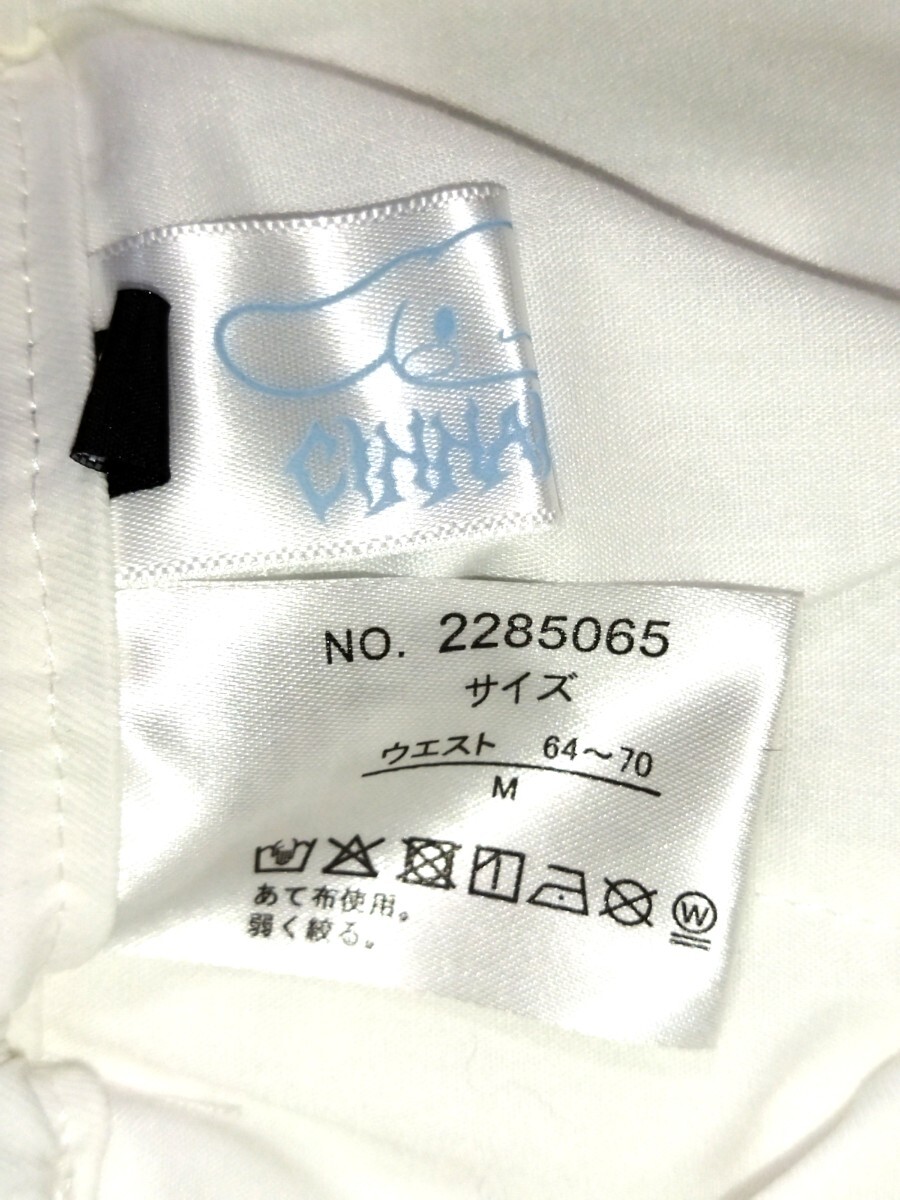 CINNA
NO. 2285065
サイズ
ウエスト 64～70
M
あて布使用。
弱く絞る。
W